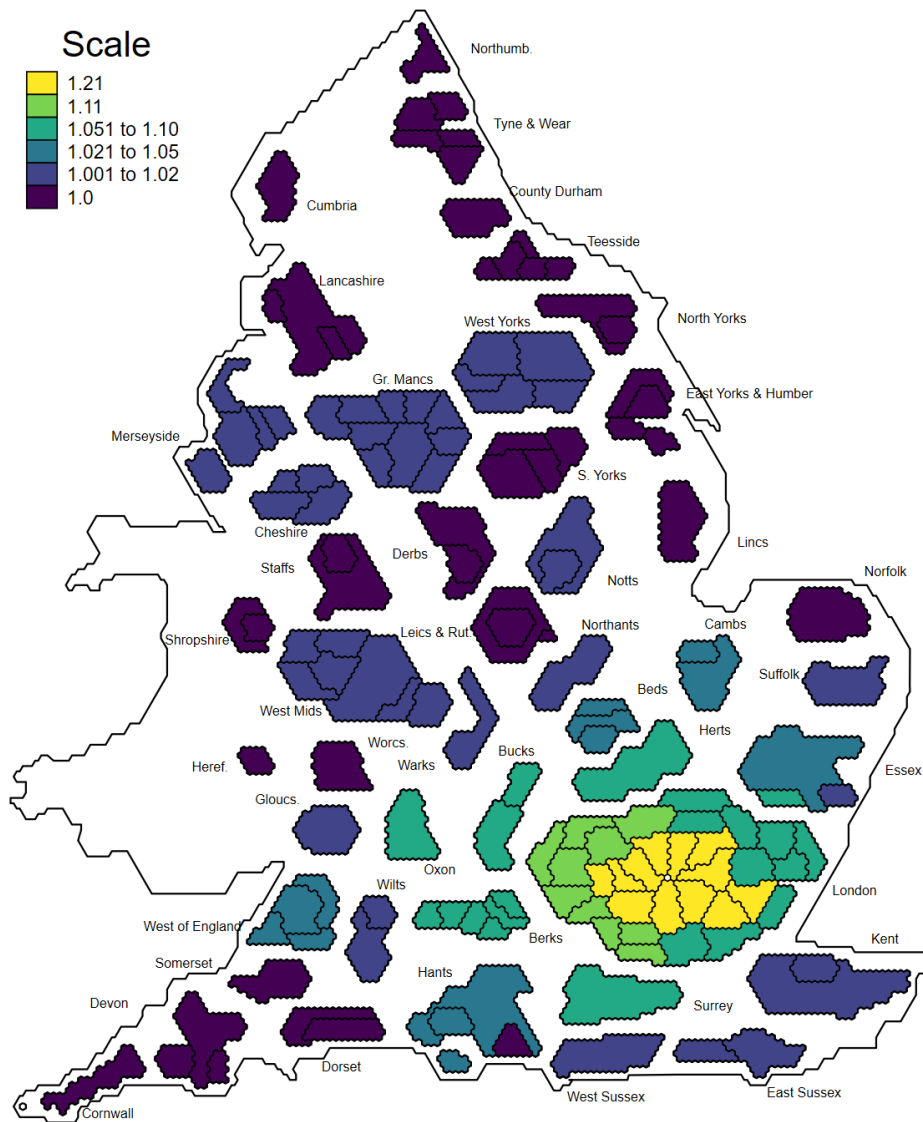 Scale
1.21
1.11
1.051 to 1.10
1.021 to 1.05
1.001 to 1.02
1.0
Northumb.
Tyne & Wear
County Durham
Cumbria
Teesside
Lancashire
North Yorks
West Yorks
Gr. Mancs
East Yorks & Humber
Merseyside
S. Yorks
Cheshire
Lincs
Derbs
Staffs
Notts
Norfolk
Shropshire
Leics & Rut.
Northants
Cambs
Suffolk
Beds
West Mids
Herts
Worcs.
Warks
Bucks
Heref.
Essex
Gloucs.
Oxon
Wilts
London
West of England
Berks
Kent
Somerset
Hants
Devon
Surrey
Dorset
West Sussex
East Sussex
Cornwall